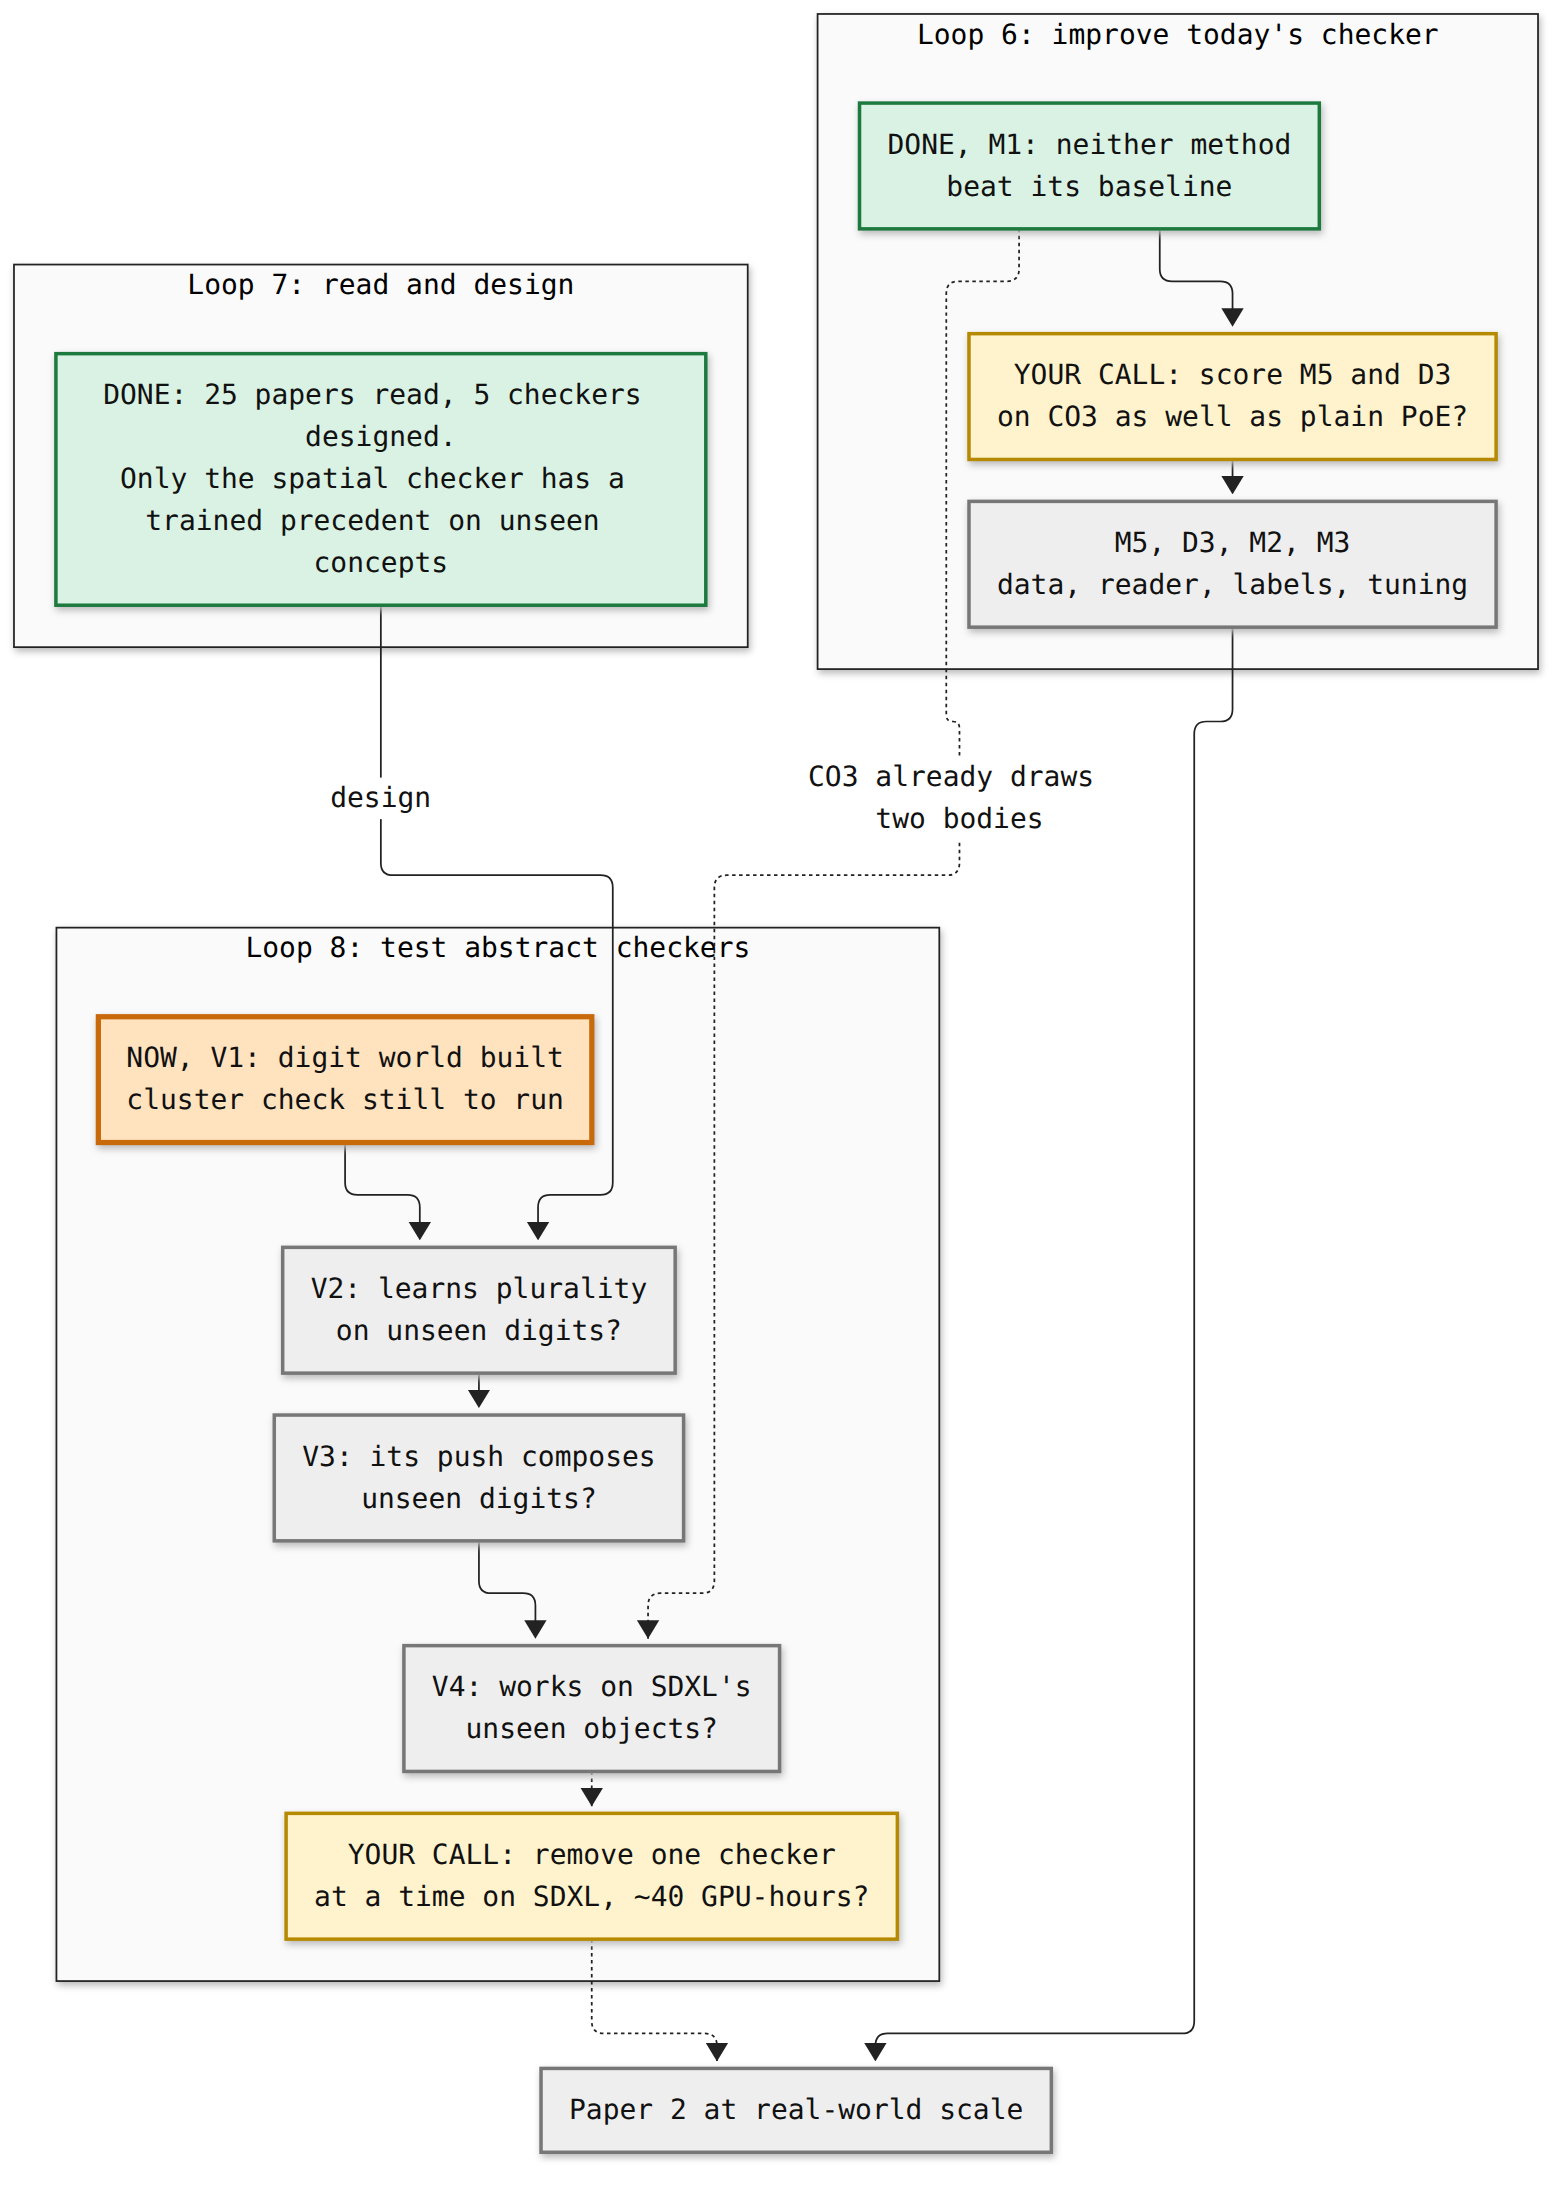 Loop 6: improve today's checker
DONE, M1: neither method
beat its baseline
YOUR CALL: score M5 and D3
on CO3 as well as plain PoE?
M5, D3, M2, M3
data, reader, labels, tuning
Loop 7: read and design
DONE: 25 papers read, 5 checkers
designed.
Only the spatial checker has a
trained precedent on unseen
concepts
design
CO3 already draws
two bodies
Loop 8: test abstract checkers
NOW, V1: digit world built
cluster check still to run
V2: learns plurality
on unseen digits?
V3: its push composes
unseen digits?
V4: works on SDXL's
unseen objects?
YOUR CALL: remove one checker
at a time on SDXL, ~40 GPU-hours?
Paper 2 at real-world scale